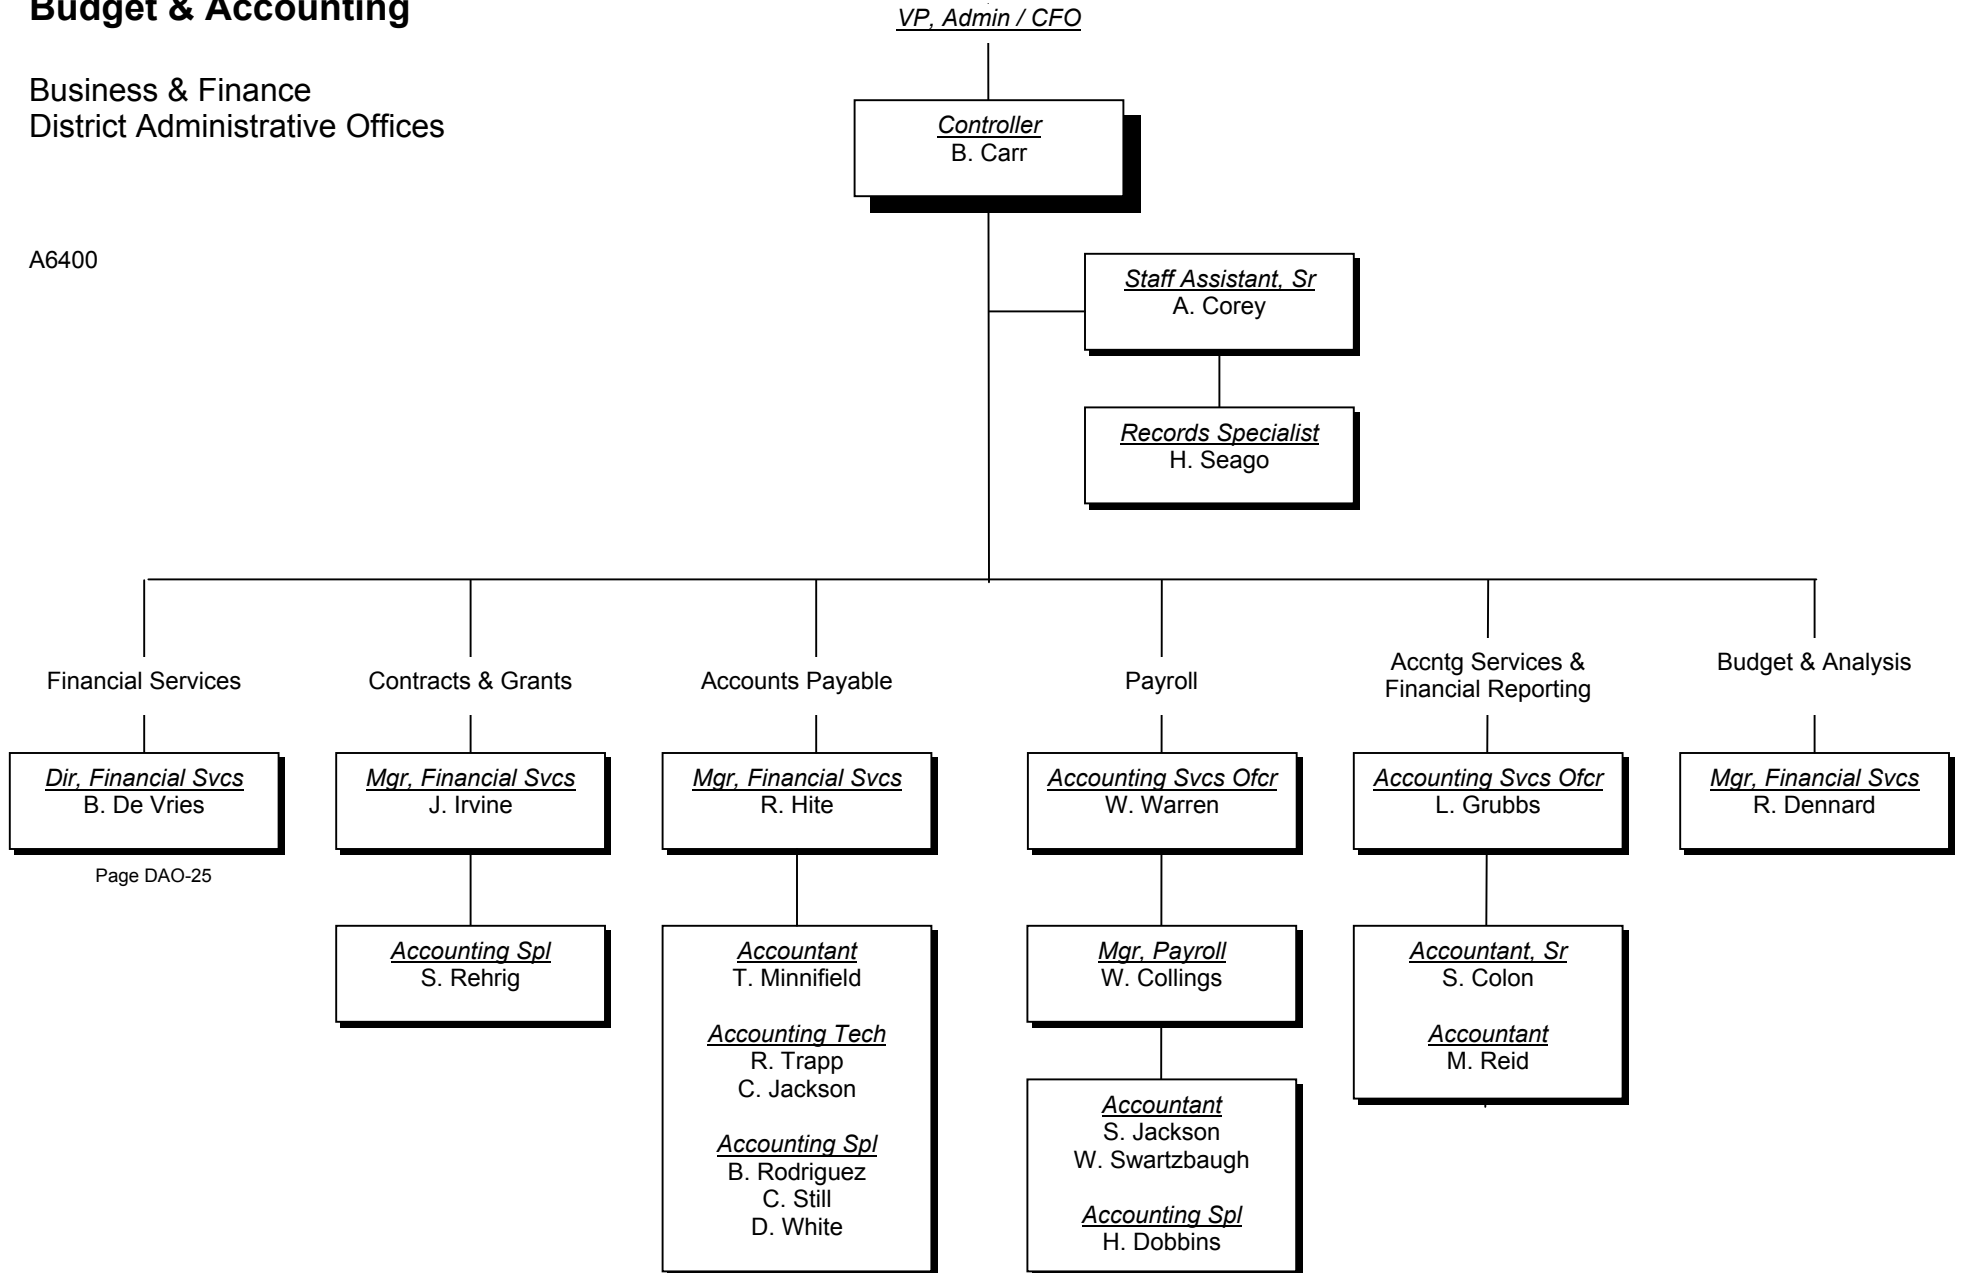 Budget & Accounting
VP, Admin / CFO
Business & Finance
District Administrative Offices
Controller
B. Carr
A6400
Staff Assistant, Sr
A. Corey
Records Specialist
H. Seago
Financial Services
Contracts & Grants
Accounts Payable
Payroll
Accntg Services &
Financial Reporting
Budget & Analysis
Dir, Financial Svcs
B. De Vries
Page DAO-25
Mgr, Financial Svcs
J. Irvine
Mgr, Financial Svcs
R. Hite
Accounting Svcs Ofcr
W. Warren
Accounting Svcs Ofcr
L. Grubbs
Mgr, Financial Svcs
R. Dennard
Accounting Spl
S. Rehrig
Accountant
T. Minnifield
Accounting Tech
R. Trapp
C. Jackson
Accounting Spl
B. Rodriguez
C. Still
D. White
Mgr, Payroll
W. Collings
Accountant
S. Jackson
W. Swartzbaugh
Accounting Spl
H. Dobbins
Accountant, Sr
S. Colon
Accountant
M. Reid